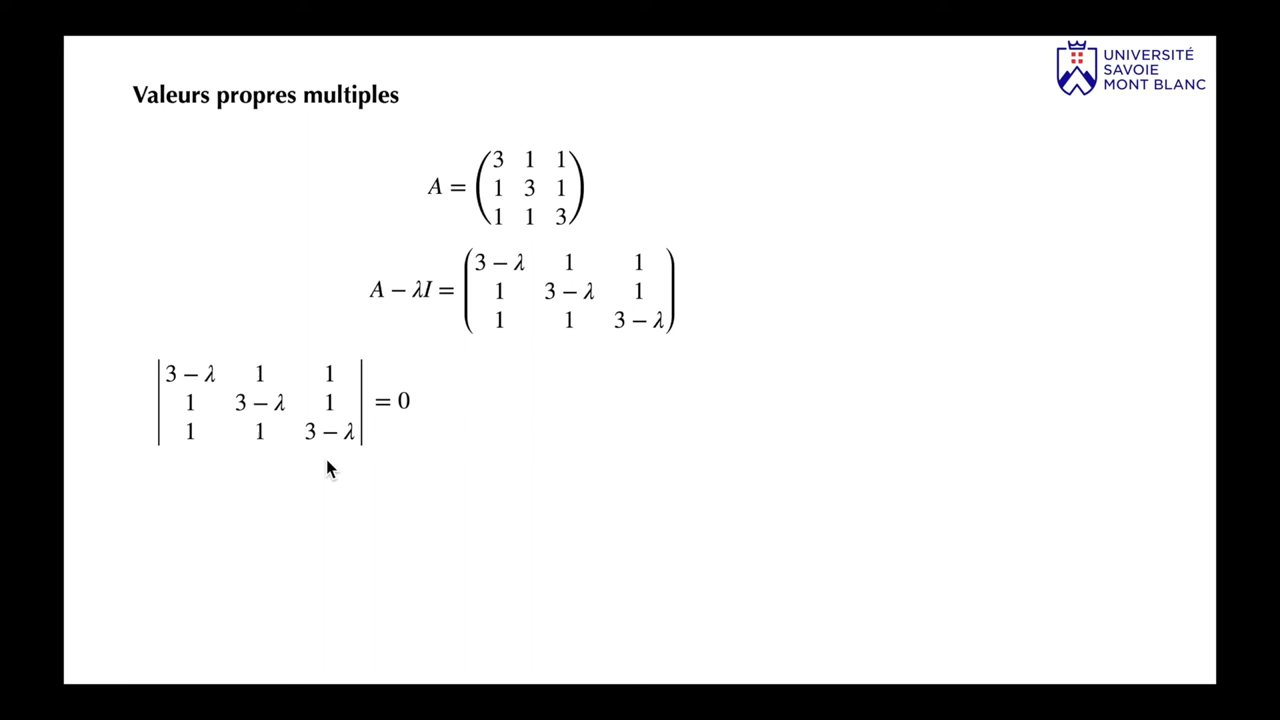 UNIVERSITÉ
SAVOIE
MONT BLANC
Valeurs propres multiples
A = ( 3 1 1
1 3 1
1 1 3 )
A − λI = ( 3 − λ 1 1
1 3 − λ 1
1 1 3 − λ )
| 3 − λ 1 1 |
| 1 3 − λ 1 | = 0
| 1 1 3 − λ |